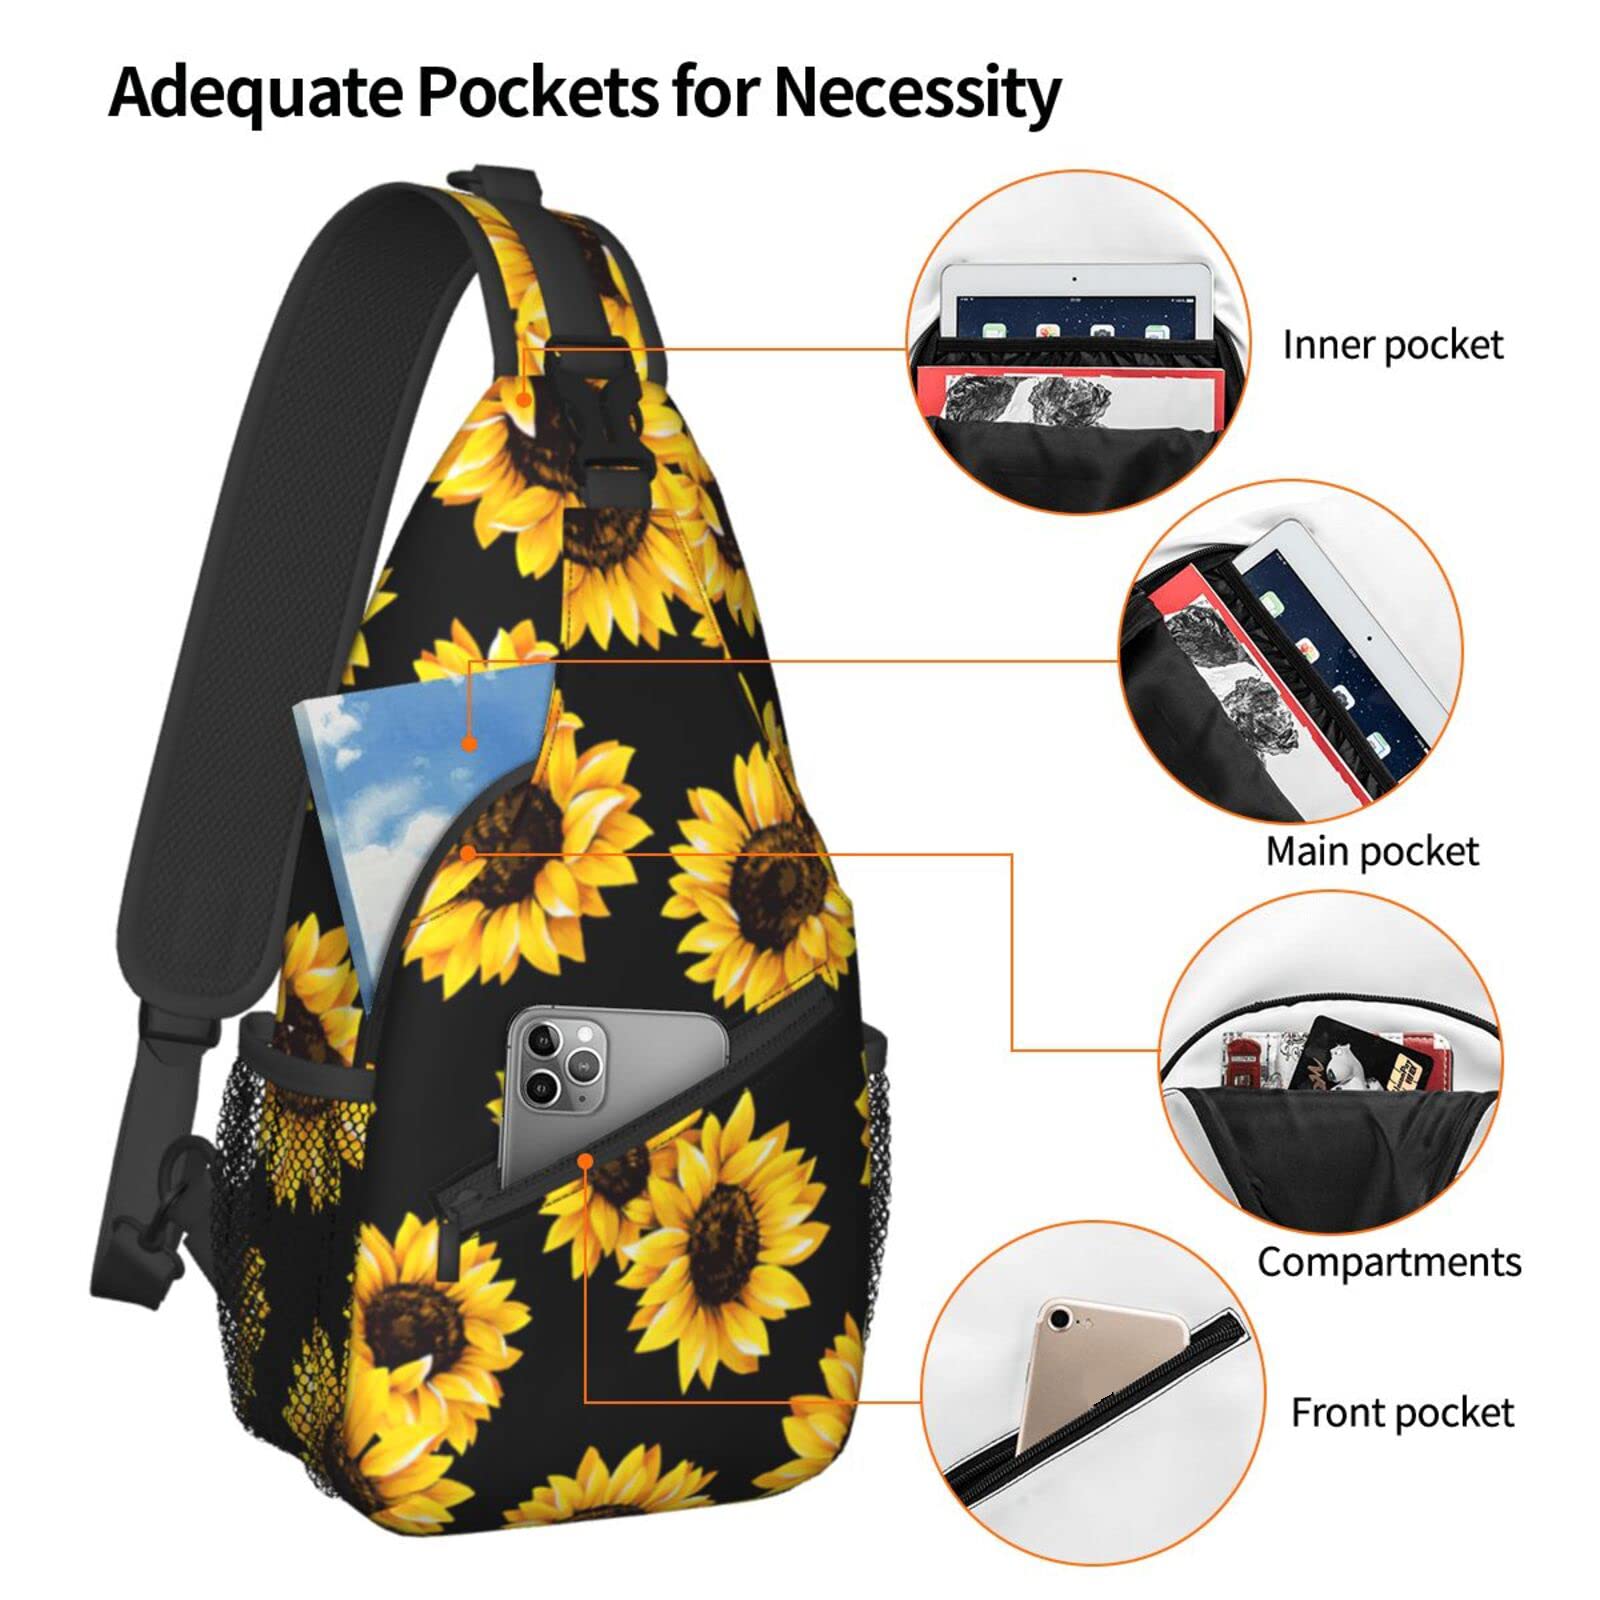 Adequate Pockets for Necessity
Inner pocket
Main pocket
Compartments
Front pocket